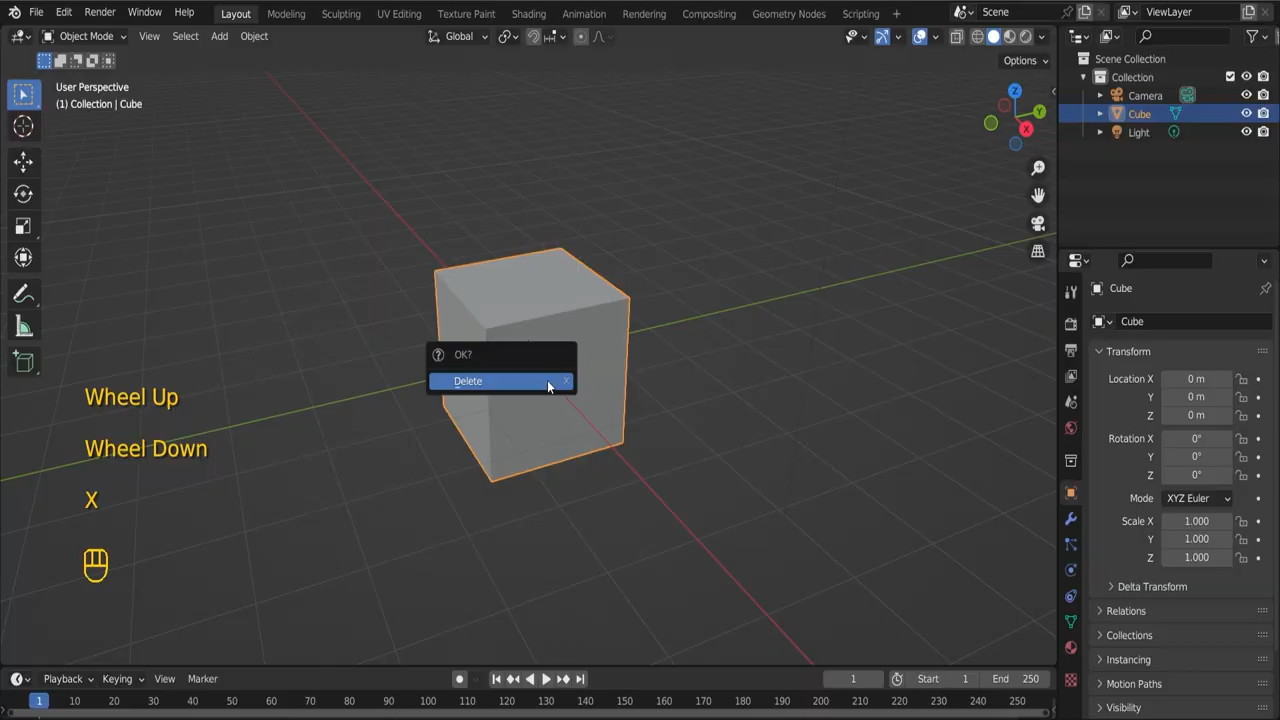 File Edit Render Window Help Layout Modeling Sculpting UV Editing Texture Paint Shading Animation Rendering Compositing Geometry Nodes Scripting + Scene ViewLayer
Object Mode View Select Add Object Global
Options
User Perspective
(1) Collection | Cube
Z
Y
X
Scene Collection
Collection
Camera
Cube
Light
OK?
Delete X
Wheel Up
Wheel Down
X
Cube
Cube
Transform
Location X 0 m
Y 0 m
Z 0 m
Rotation X 0°
Y 0°
Z 0°
Mode XYZ Euler
Scale X 1.000
Y 1.000
Z 1.000
Delta Transform
Relations
Collections
Instancing
Motion Paths
Visibility
Playback Keying View Marker 1 Start 1 End 250
1 10 20 30 40 50 60 70 80 90 100 110 120 130 140 150 160 170 180 190 200 210 220 230 240 250